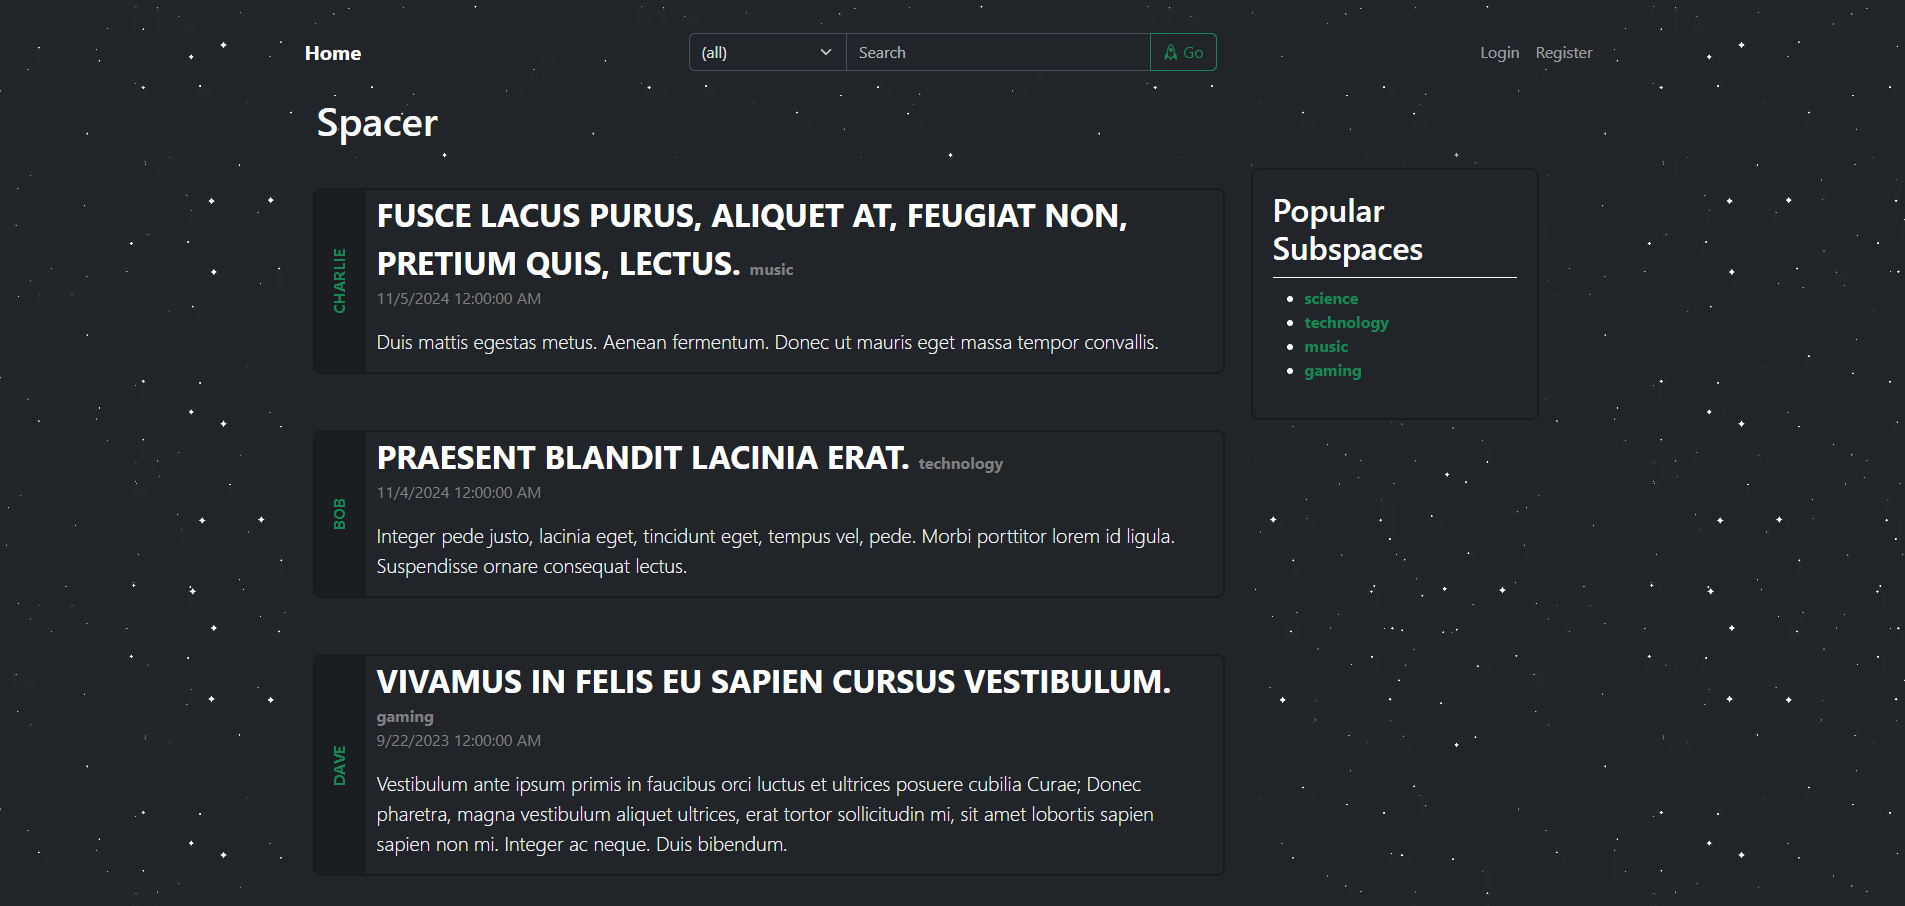 Home
(all)
Search
Go
Login
Register
Spacer
CHARLIE
FUSCE LACUS PURUS, ALIQUET AT, FEUGIAT NON,
PRETIUM QUIS, LECTUS. music
11/5/2024 12:00:00 AM
Duis mattis egestas metus. Aenean fermentum. Donec ut mauris eget massa tempor convallis.
BOB
PRAESENT BLANDIT LACINIA ERAT. technology
11/4/2024 12:00:00 AM
Integer pede justo, lacinia eget, tincidunt eget, tempus vel, pede. Morbi porttitor lorem id ligula.
Suspendisse ornare consequat lectus.
DAVE
VIVAMUS IN FELIS EU SAPIEN CURSUS VESTIBULUM.
gaming
9/22/2023 12:00:00 AM
Vestibulum ante ipsum primis in faucibus orci luctus et ultrices posuere cubilia Curae; Donec
pharetra, magna vestibulum aliquet ultrices, erat tortor sollicitudin mi, sit amet lobortis sapien
sapien non mi. Integer ac neque. Duis bibendum.
Popular
Subspaces
science
technology
music
gaming